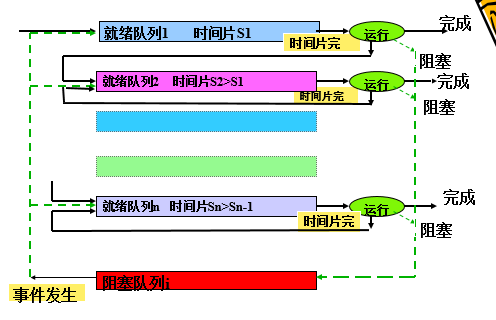 完成
就绪队列1 时间片S1
运行
时间片完
阻塞
就绪队列2 时间片S2>S1
运行
完成
时间片完
阻塞
完成
就绪队列n 时间片Sn>Sn-1
运行
时间片完
阻塞
阻塞队列i
事件发生